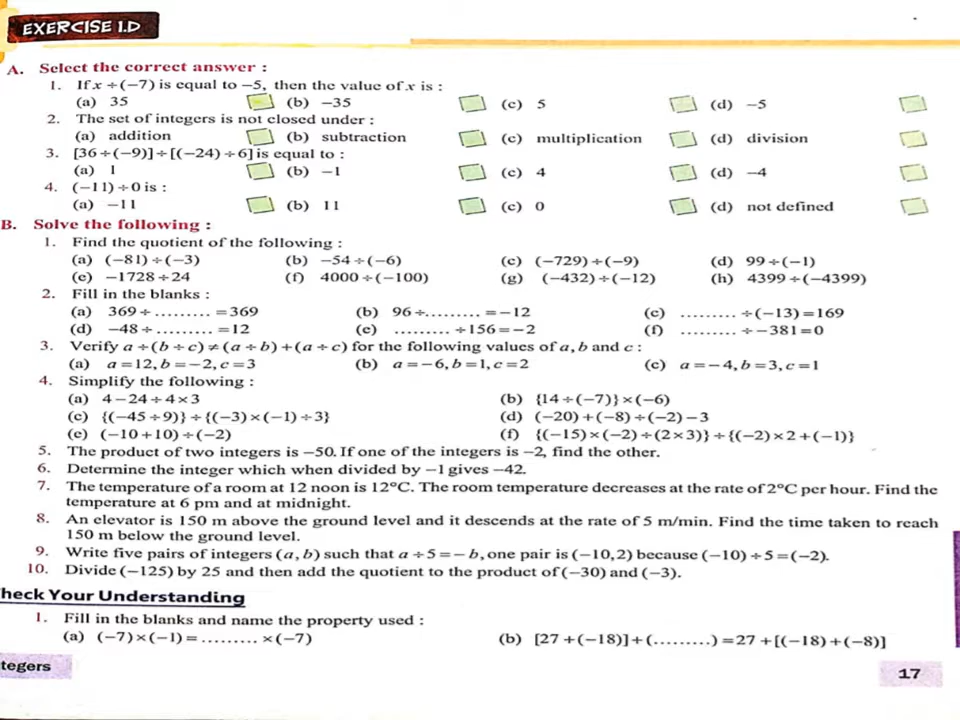 EXERCISE 1.D
A. Select the correct answer :
1. If x ÷(−7) is equal to −5, then the value of x is :
(a) 35 (b) −35 (c) 5 (d) −5
2. The set of integers is not closed under :
(a) addition (b) subtraction (c) multiplication (d) division
3. [36 ÷(−9)] ÷ [(−24) ÷ 6] is equal to :
(a) 1 (b) −1 (c) 4 (d) −4
4. (−11) ÷0 is :
(a) −11 (b) 11 (c) 0 (d) not defined
B. Solve the following :
1. Find the quotient of the following :
(a) (−81) ÷(−3) (b) −54 ÷(−6) (c) (−729) ÷(−9) (d) 99 ÷(−1)
(e) −1728 ÷24 (f) 4000 ÷(−100) (g) (−432) ÷(−12) (h) 4399 ÷(−4399)
2. Fill in the blanks :
(a) 369 ÷ ......... = 369 (b) 96 ÷......... = −12 (c) ......... ÷(−13) = 169
(d) −48 ÷ ......... = 12 (e) ......... ÷156 = −2 (f) ......... ÷ −381 = 0
3. Verify a ÷(b ÷ c) ≠ (a ÷ b) +(a ÷ c) for the following values of a, b and c :
(a) a = 12, b = −2, c = 3 (b) a = −6, b = 1, c = 2 (c) a = − 4, b = 3, c = 1
4. Simplify the following :
(a) 4 − 24 ÷ 4 × 3 (b) {14 ÷(−7)} ×(−6)
(c) {(−45 ÷ 9)} ÷ {(−3) ×(−1) ÷ 3} (d) (−20) +(−8) ÷(−2) − 3
(e) (−10 +10) ÷(−2) (f) {(−15) ×(−2) ÷(2 × 3)} ÷ {(−2) × 2 +(−1)}
5. The product of two integers is −50. If one of the integers is −2, find the other.
6. Determine the integer which when divided by −1 gives −42.
7. The temperature of a room at 12 noon is 12°C. The room temperature decreases at the rate of 2°C per hour. Find the
temperature at 6 pm and at midnight.
8. An elevator is 150 m above the ground level and it descends at the rate of 5 m/min. Find the time taken to reach
150 m below the ground level.
9. Write five pairs of integers (a, b) such that a ÷ 5 = − b, one pair is (−10, 2) because (−10) ÷ 5 = (−2).
10. Divide (−125) by 25 and then add the quotient to the product of (−30) and (−3).
heck Your Understanding
1. Fill in the blanks and name the property used :
(a) (−7) ×(−1) = ......... ×(−7) (b) [27 +(−18)] +(.........) = 27 +[(−18) +(−8)]
tegers
17